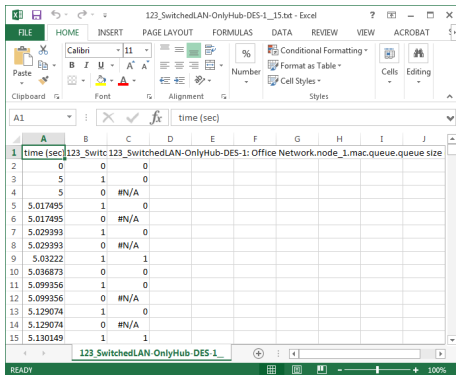 123_SwitchedLAN-OnlyHub-DES-1__15.txt - Excel
FILE HOME INSERT PAGE LAYOUT FORMULAS DATA REVIEW VIEW ACROBAT
Calibri 11 A A % Conditional Formatting
Paste B I U A Number Format as Table Cells Editing
Cell Styles
Clipboard Font Alignment Styles
A1 fx time (sec)
A B C D E F G H I J
1 time (sec) 123_Switc 123_SwitchedLAN-OnlyHub-DES-1: Office Network.node_1.mac.queue.queue size
2 0 0 0
3 5 1 0
4 5 0 #N/A
5 5.017495 1 0
6 5.017495 0 #N/A
7 5.029393 1 0
8 5.029393 0 #N/A
9 5.03222 1 1
10 5.036873 0 0
11 5.099356 1 0
12 5.099356 0 #N/A
13 5.129074 1 0
14 5.129074 0 #N/A
15 5.130149 1 1
123_SwitchedLAN-OnlyHub-DES-1__
READY 100%